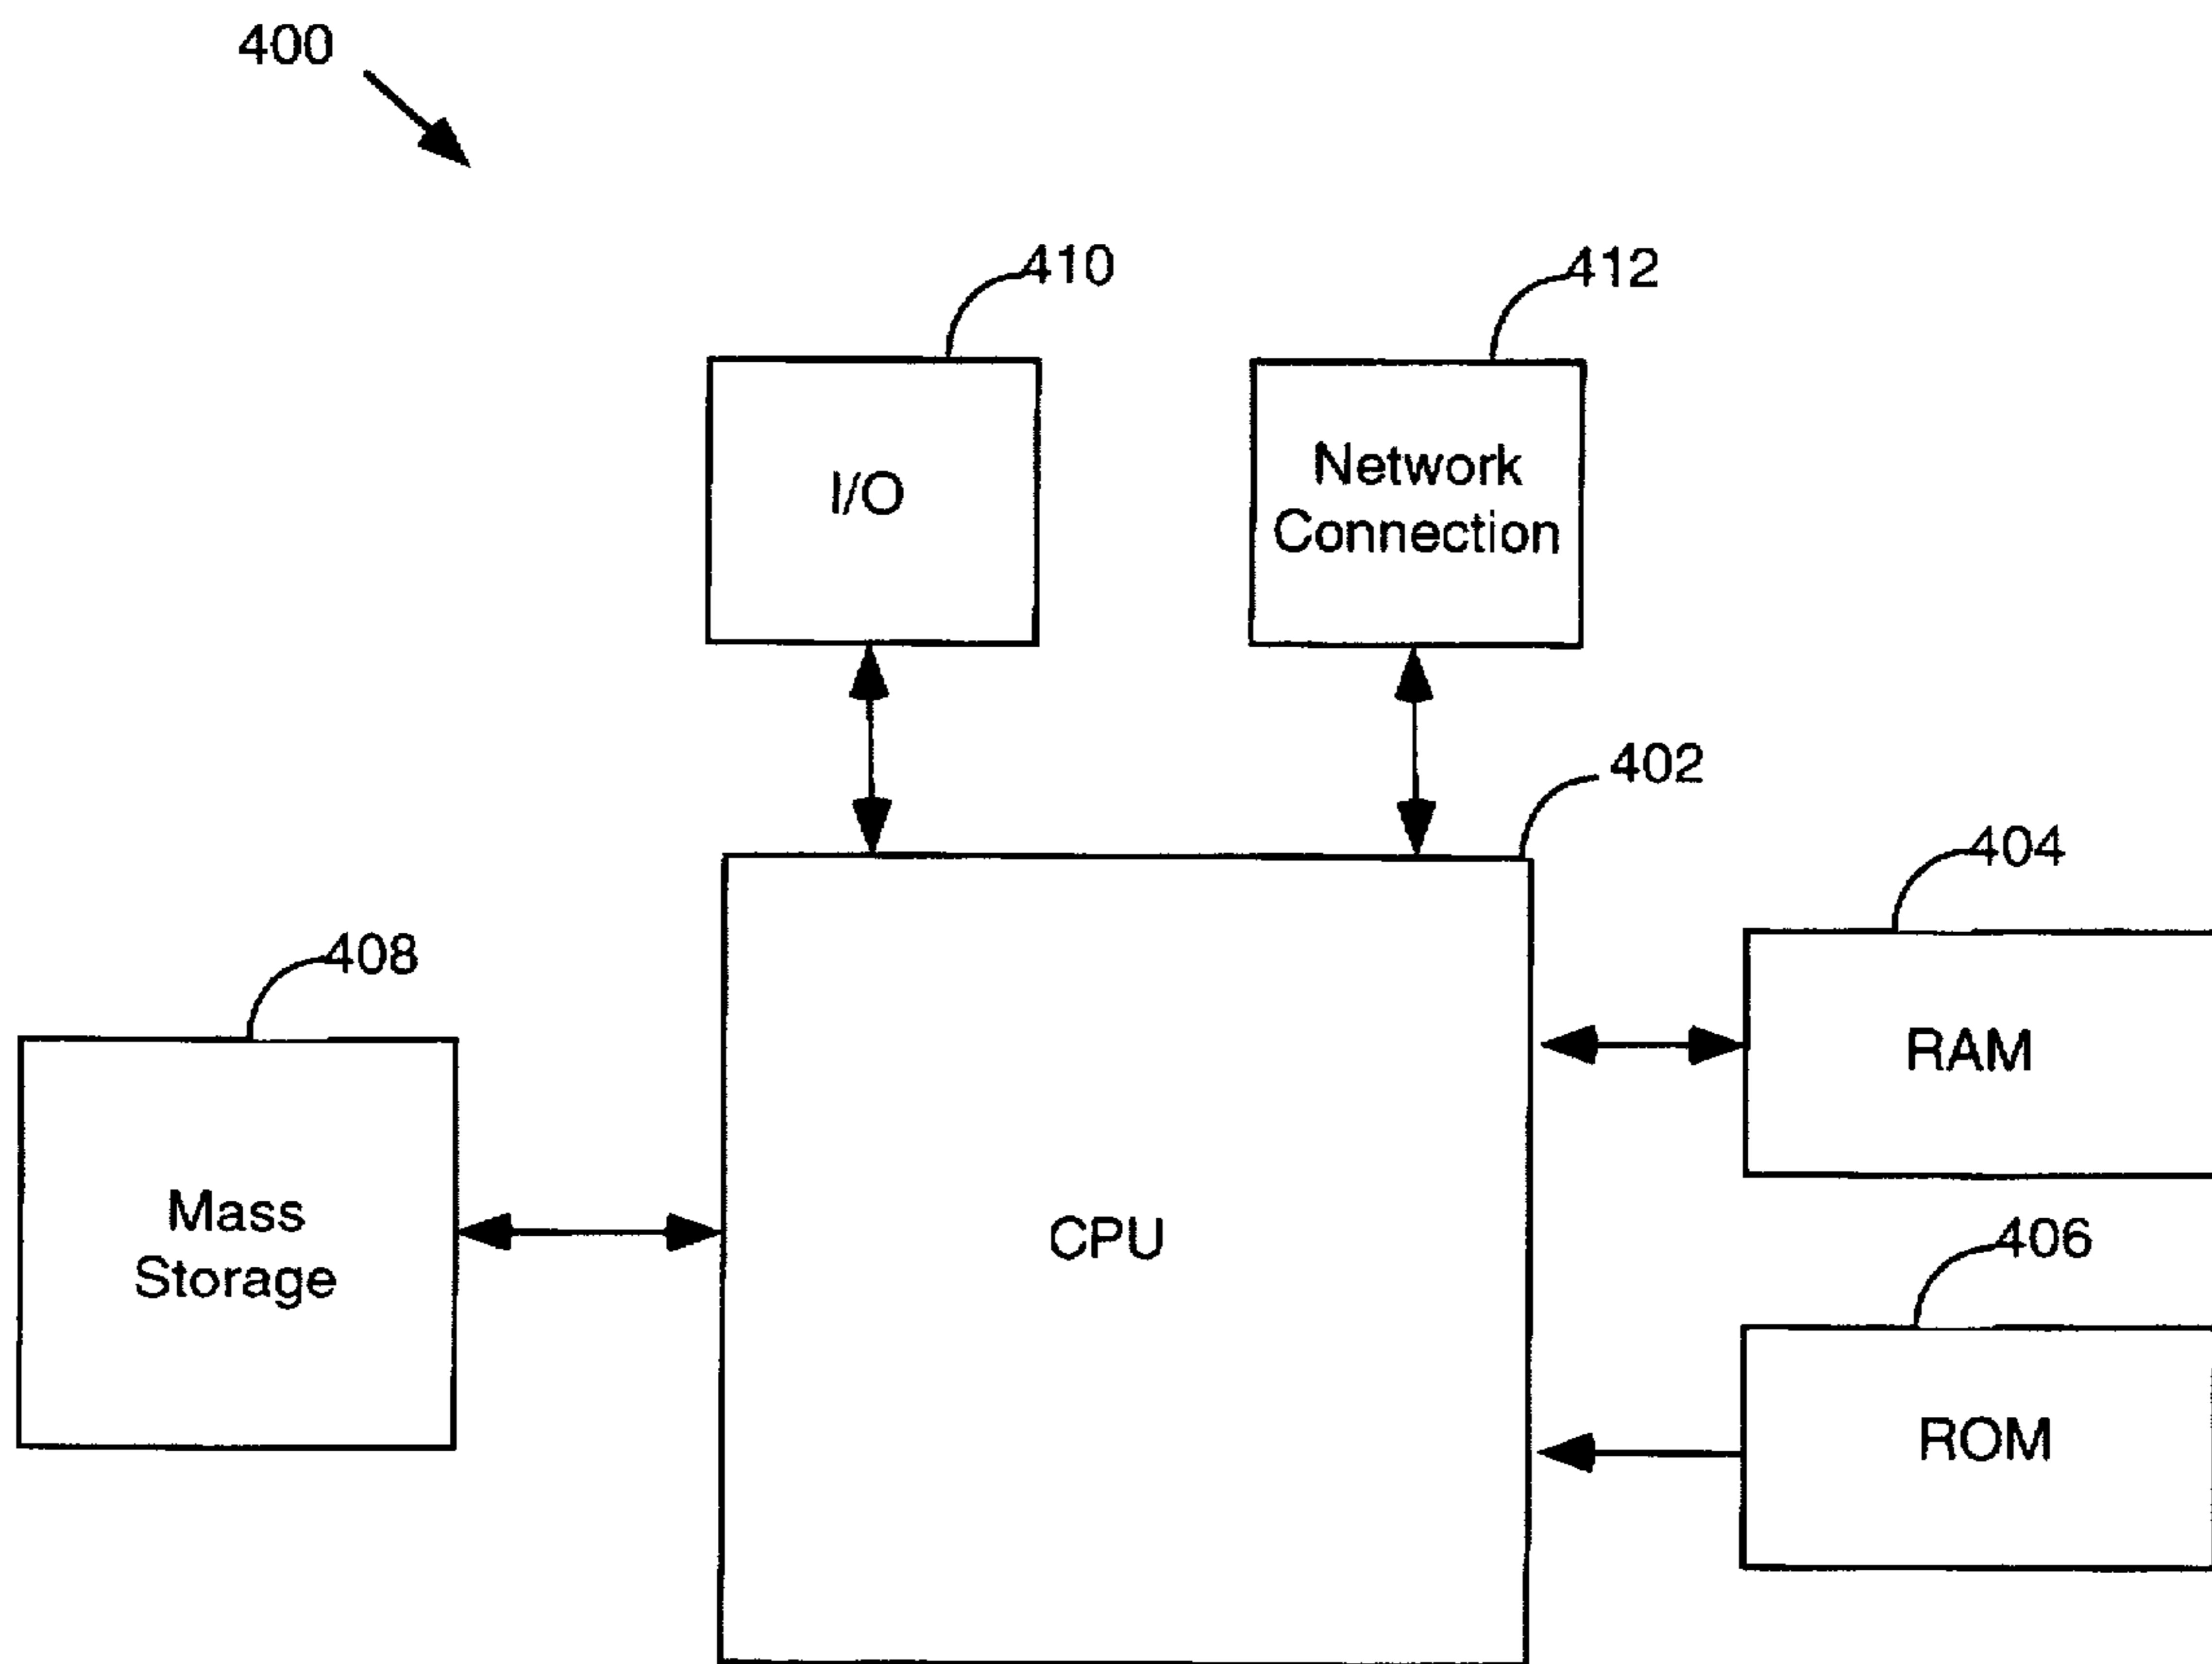 400
410
412
I/O
Network
Connection
402
404
408
RAM
Mass
Storage
CPU
406
ROM